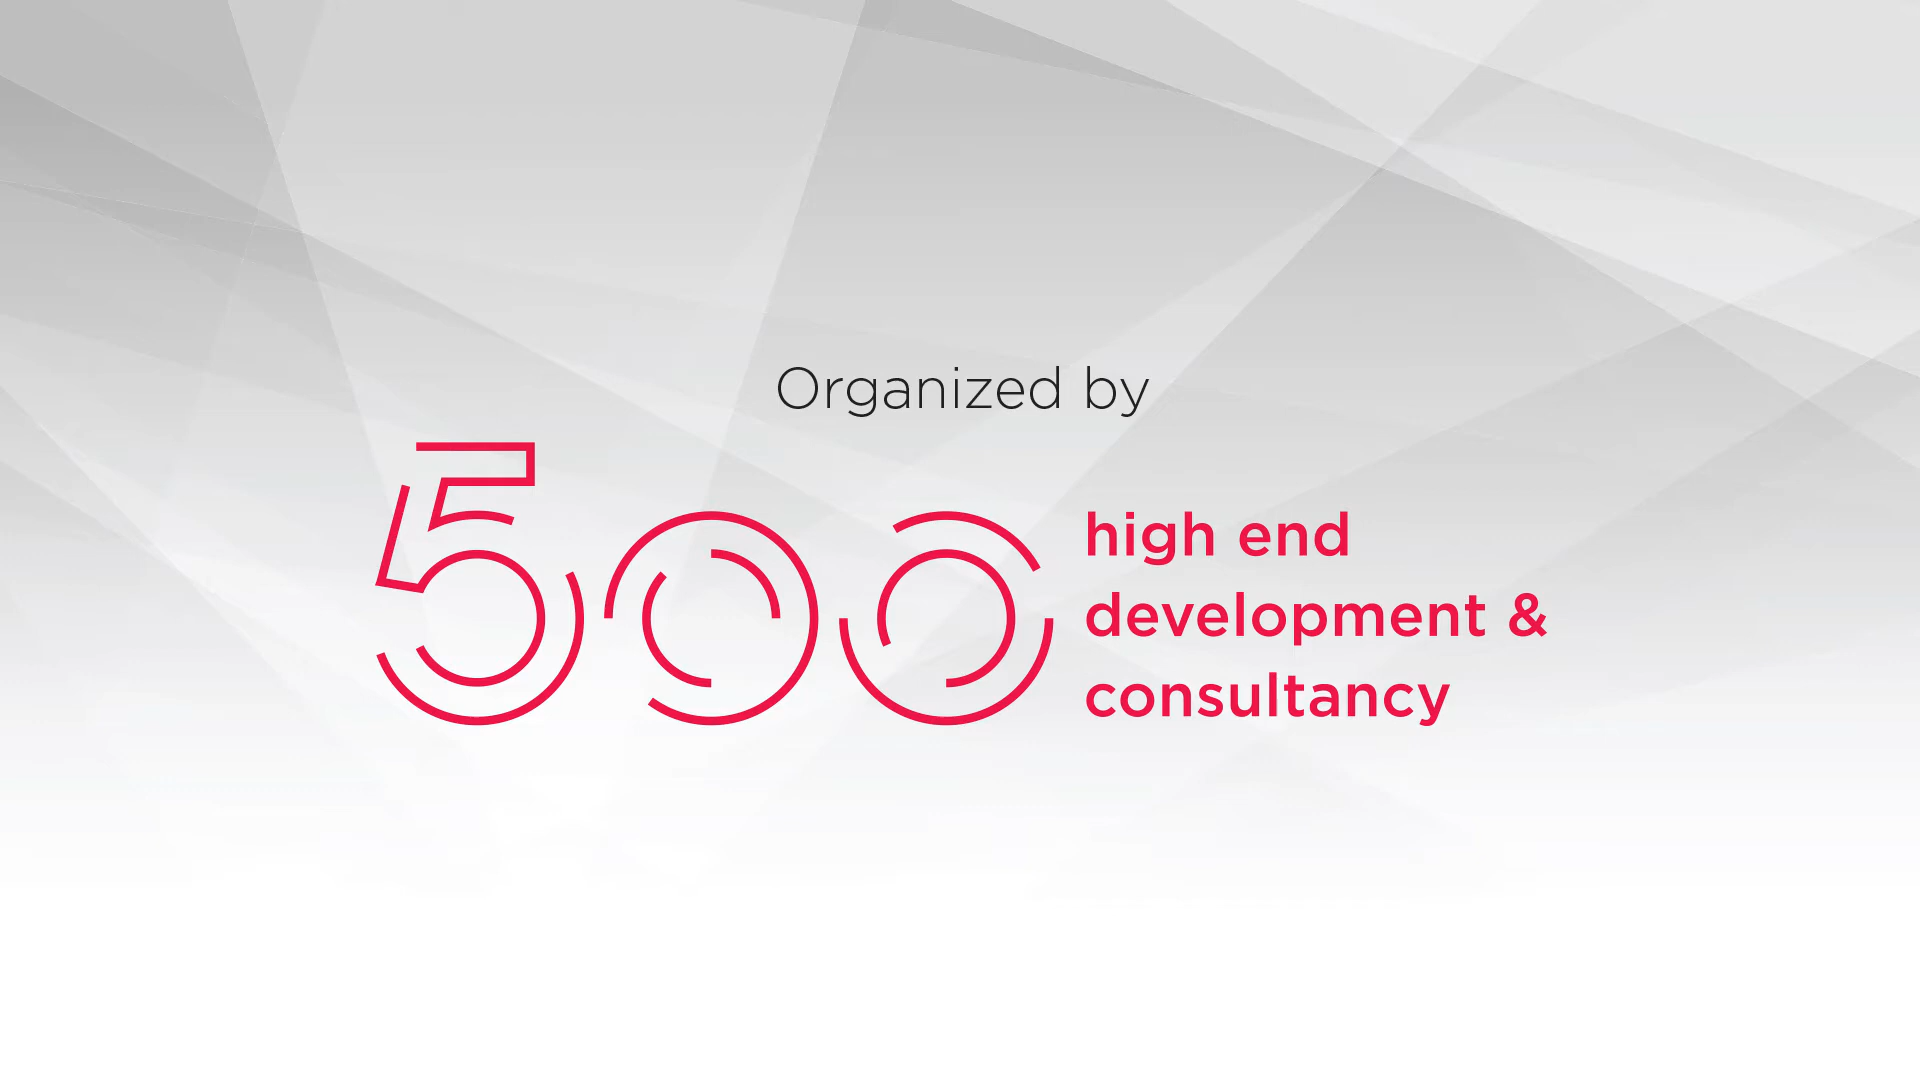 Organized by
500
high end
development &
consultancy